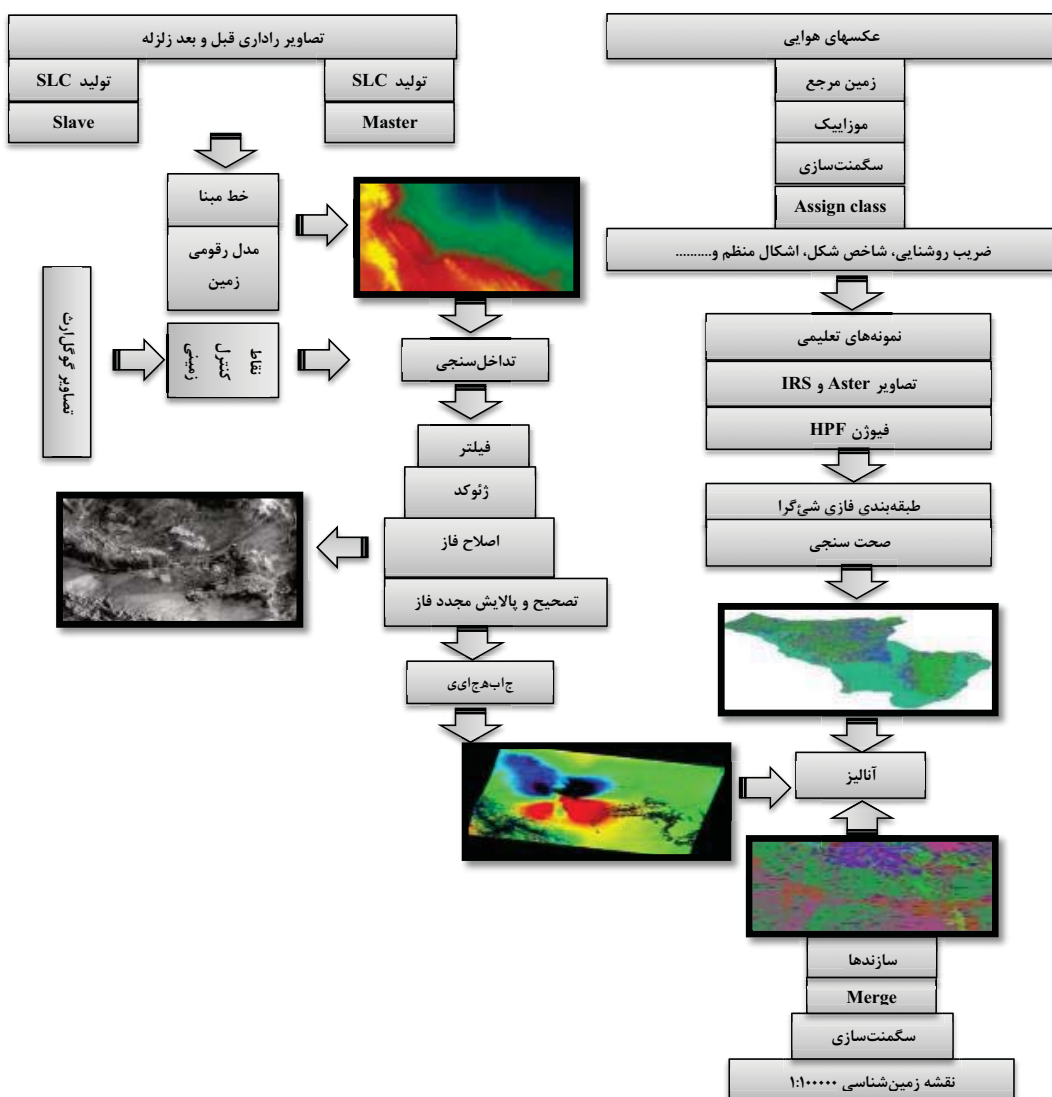 عکسهای هوایی
زمین مرجع
موزاییک
سگمنت‌سازی
Assign class
ضریب روشنایی، شاخص شکل، اشکال منظم و..........
نمونه‌های تعلیمی
تصاویر Aster و IRS
فیوژن HPF
طبقه‌بندی فازی شئ‌گرا
صحت سنجی
آنالیز
سازندها
Merge
سگمنت‌سازی
نقشه زمین‌شناسی ۱:۱۰۰۰۰۰
تصاویر راداری قبل و بعد زلزله
تولید SLC
Master
تولید SLC
Slave
خط مبنا
مدل رقومی
زمین
تصاویر گوگل‌ارث
نقاط
کنترل
زمینی
تداخل‌سنجی
فیلتر
ژئوکد
اصلاح فاز
تصحیح و پالایش مجدد فاز
جابه‌جایی